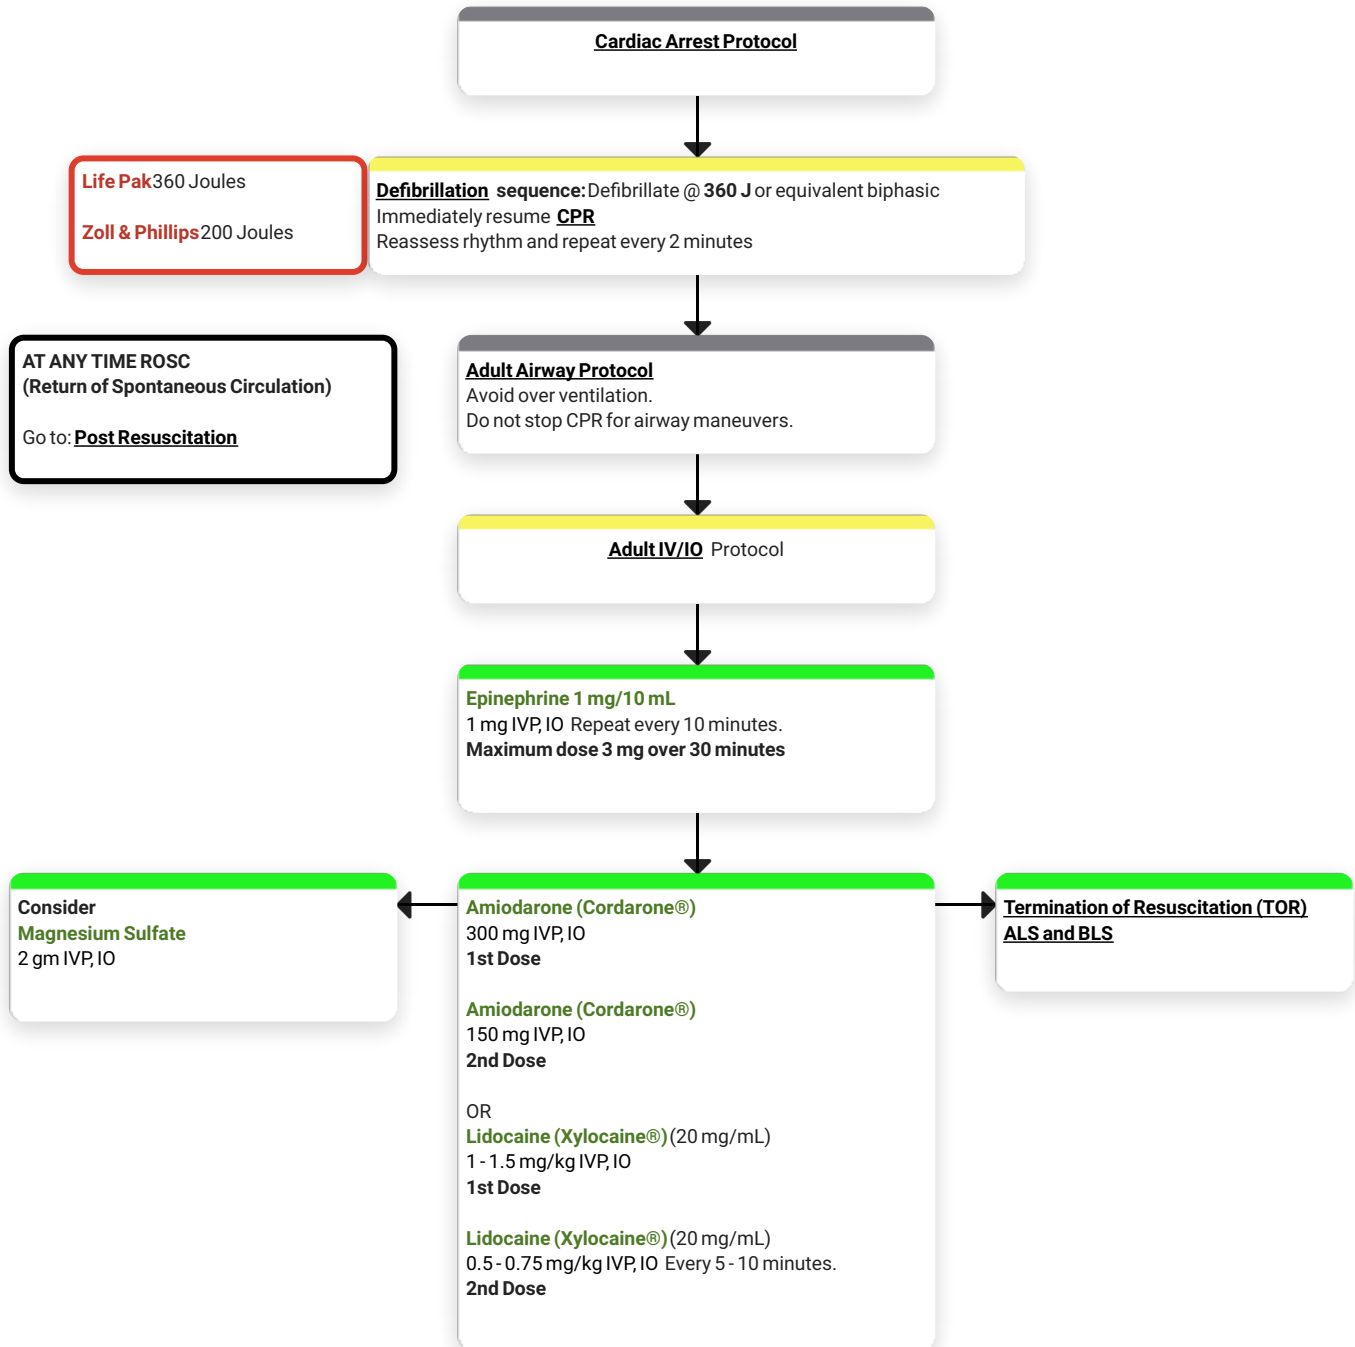 Cardiac Arrest Protocol
Life Pak 360 Joules
Zoll & Phillips 200 Joules
Defibrillation sequence: Defibrillate @ 360 J or equivalent biphasic
Immediately resume CPR
Reassess rhythm and repeat every 2 minutes
AT ANY TIME ROSC
(Return of Spontaneous Circulation)
Go to: Post Resuscitation
Adult Airway Protocol
Avoid over ventilation.
Do not stop CPR for airway maneuvers.
Adult IV/IO Protocol
Epinephrine 1 mg/10 mL
1 mg IVP, IO Repeat every 10 minutes.
Maximum dose 3 mg over 30 minutes
Consider
Magnesium Sulfate
2 gm IVP, IO
Amiodarone (Cordarone®)
300 mg IVP, IO
1st Dose
Amiodarone (Cordarone®)
150 mg IVP, IO
2nd Dose
OR
Lidocaine (Xylocaine®) (20 mg/mL)
1 - 1.5 mg/kg IVP, IO
1st Dose
Lidocaine (Xylocaine®) (20 mg/mL)
0.5 - 0.75 mg/kg IVP, IO Every 5 - 10 minutes.
2nd Dose
Termination of Resuscitation (TOR)
ALS and BLS